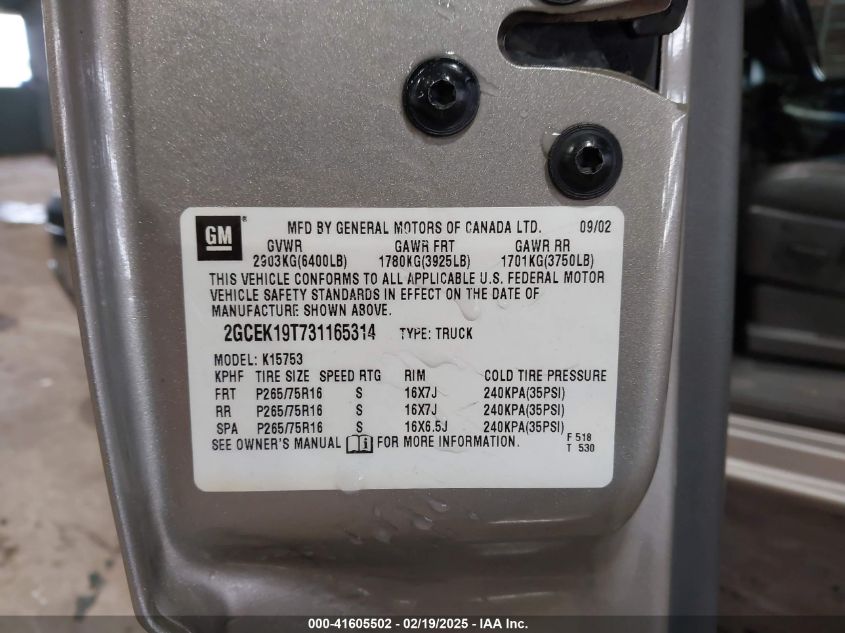 GM ® MFD BY GENERAL MOTORS OF CANADA LTD. 09/02
GVWR GAWR FRT GAWR RR
2903KG(6400LB) 1780KG(3925LB) 1701KG(3750LB)
THIS VEHICLE CONFORMS TO ALL APPLICABLE U.S. FEDERAL MOTOR
VEHICLE SAFETY STANDARDS IN EFFECT ON THE DATE OF
MANUFACTURE SHOWN ABOVE.
2GCEK19T731165314 TYPE: TRUCK
MODEL: K15753
KPHF TIRE SIZE SPEED RTG RIM COLD TIRE PRESSURE
FRT P265/75R16 S 16X7J 240KPA(35PSI)
RR P265/75R16 S 16X7J 240KPA(35PSI)
SPA P265/75R16 S 16X6.5J 240KPA(35PSI)
SEE OWNER'S MANUAL i FOR MORE INFORMATION. F 518
T 530
000-41605502 - 02/19/2025 - IAA Inc.